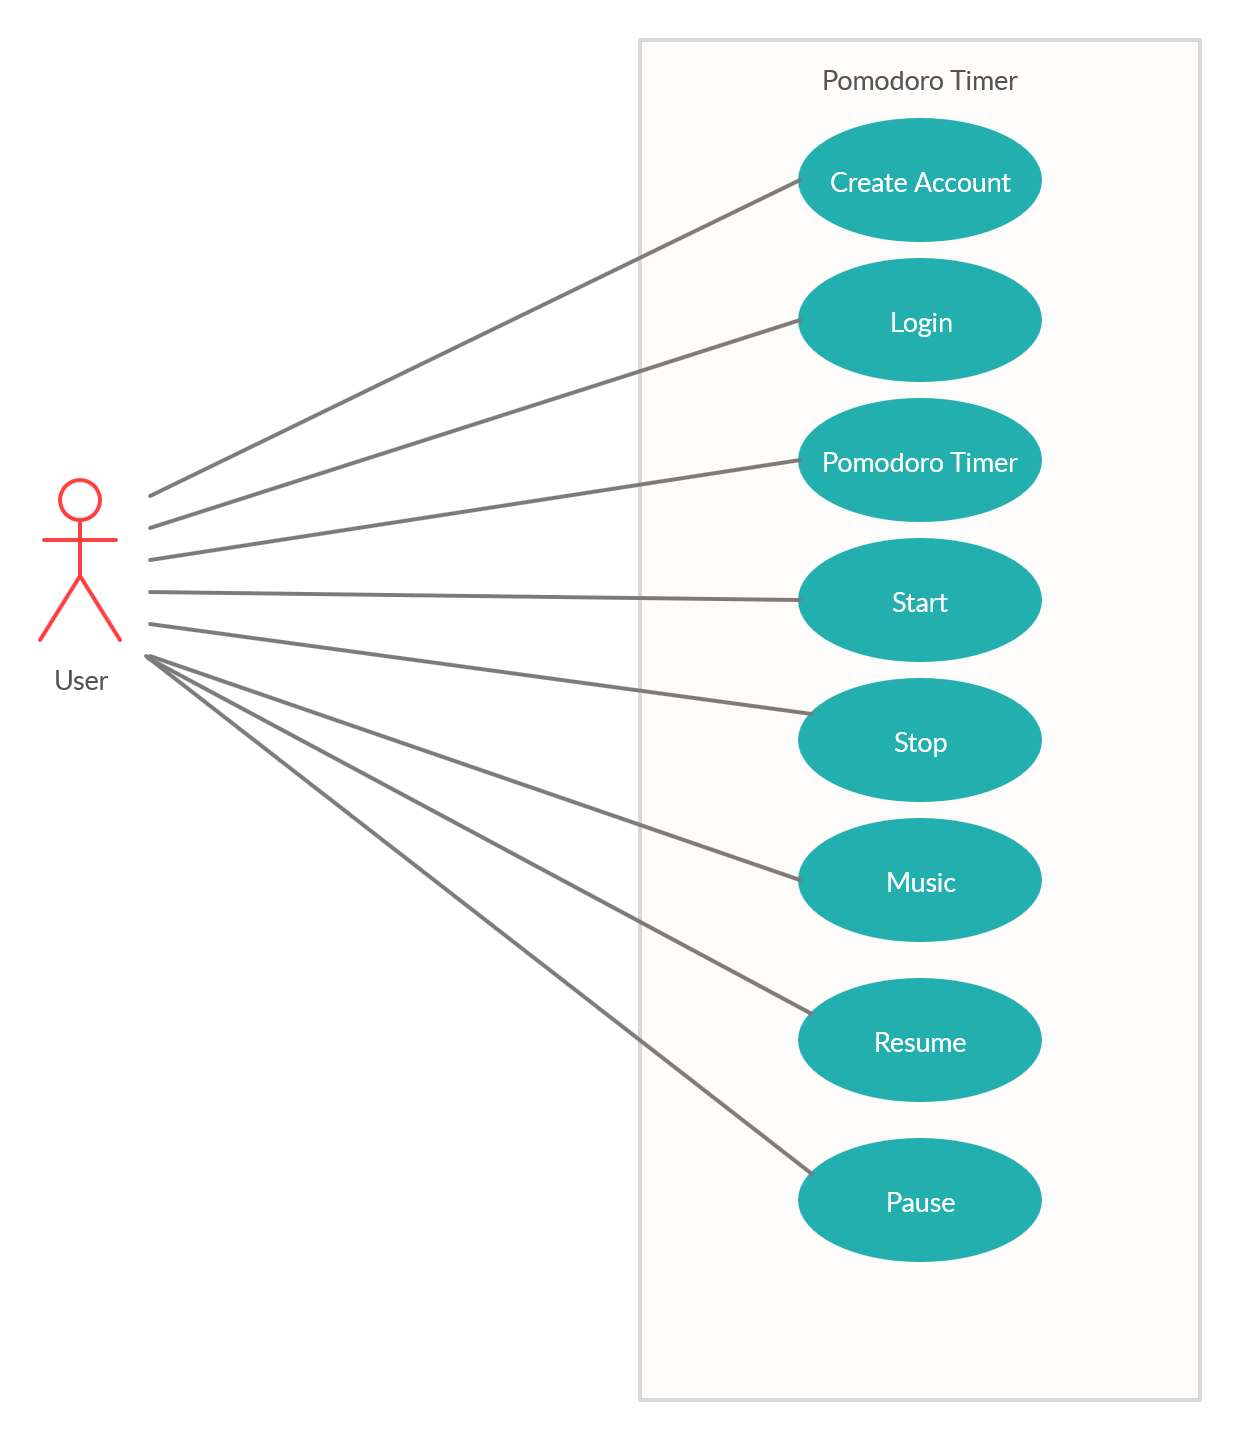 Pomodoro Timer
Create Account
Login
Pomodoro Timer
Start
User
Stop
Music
Resume
Pause